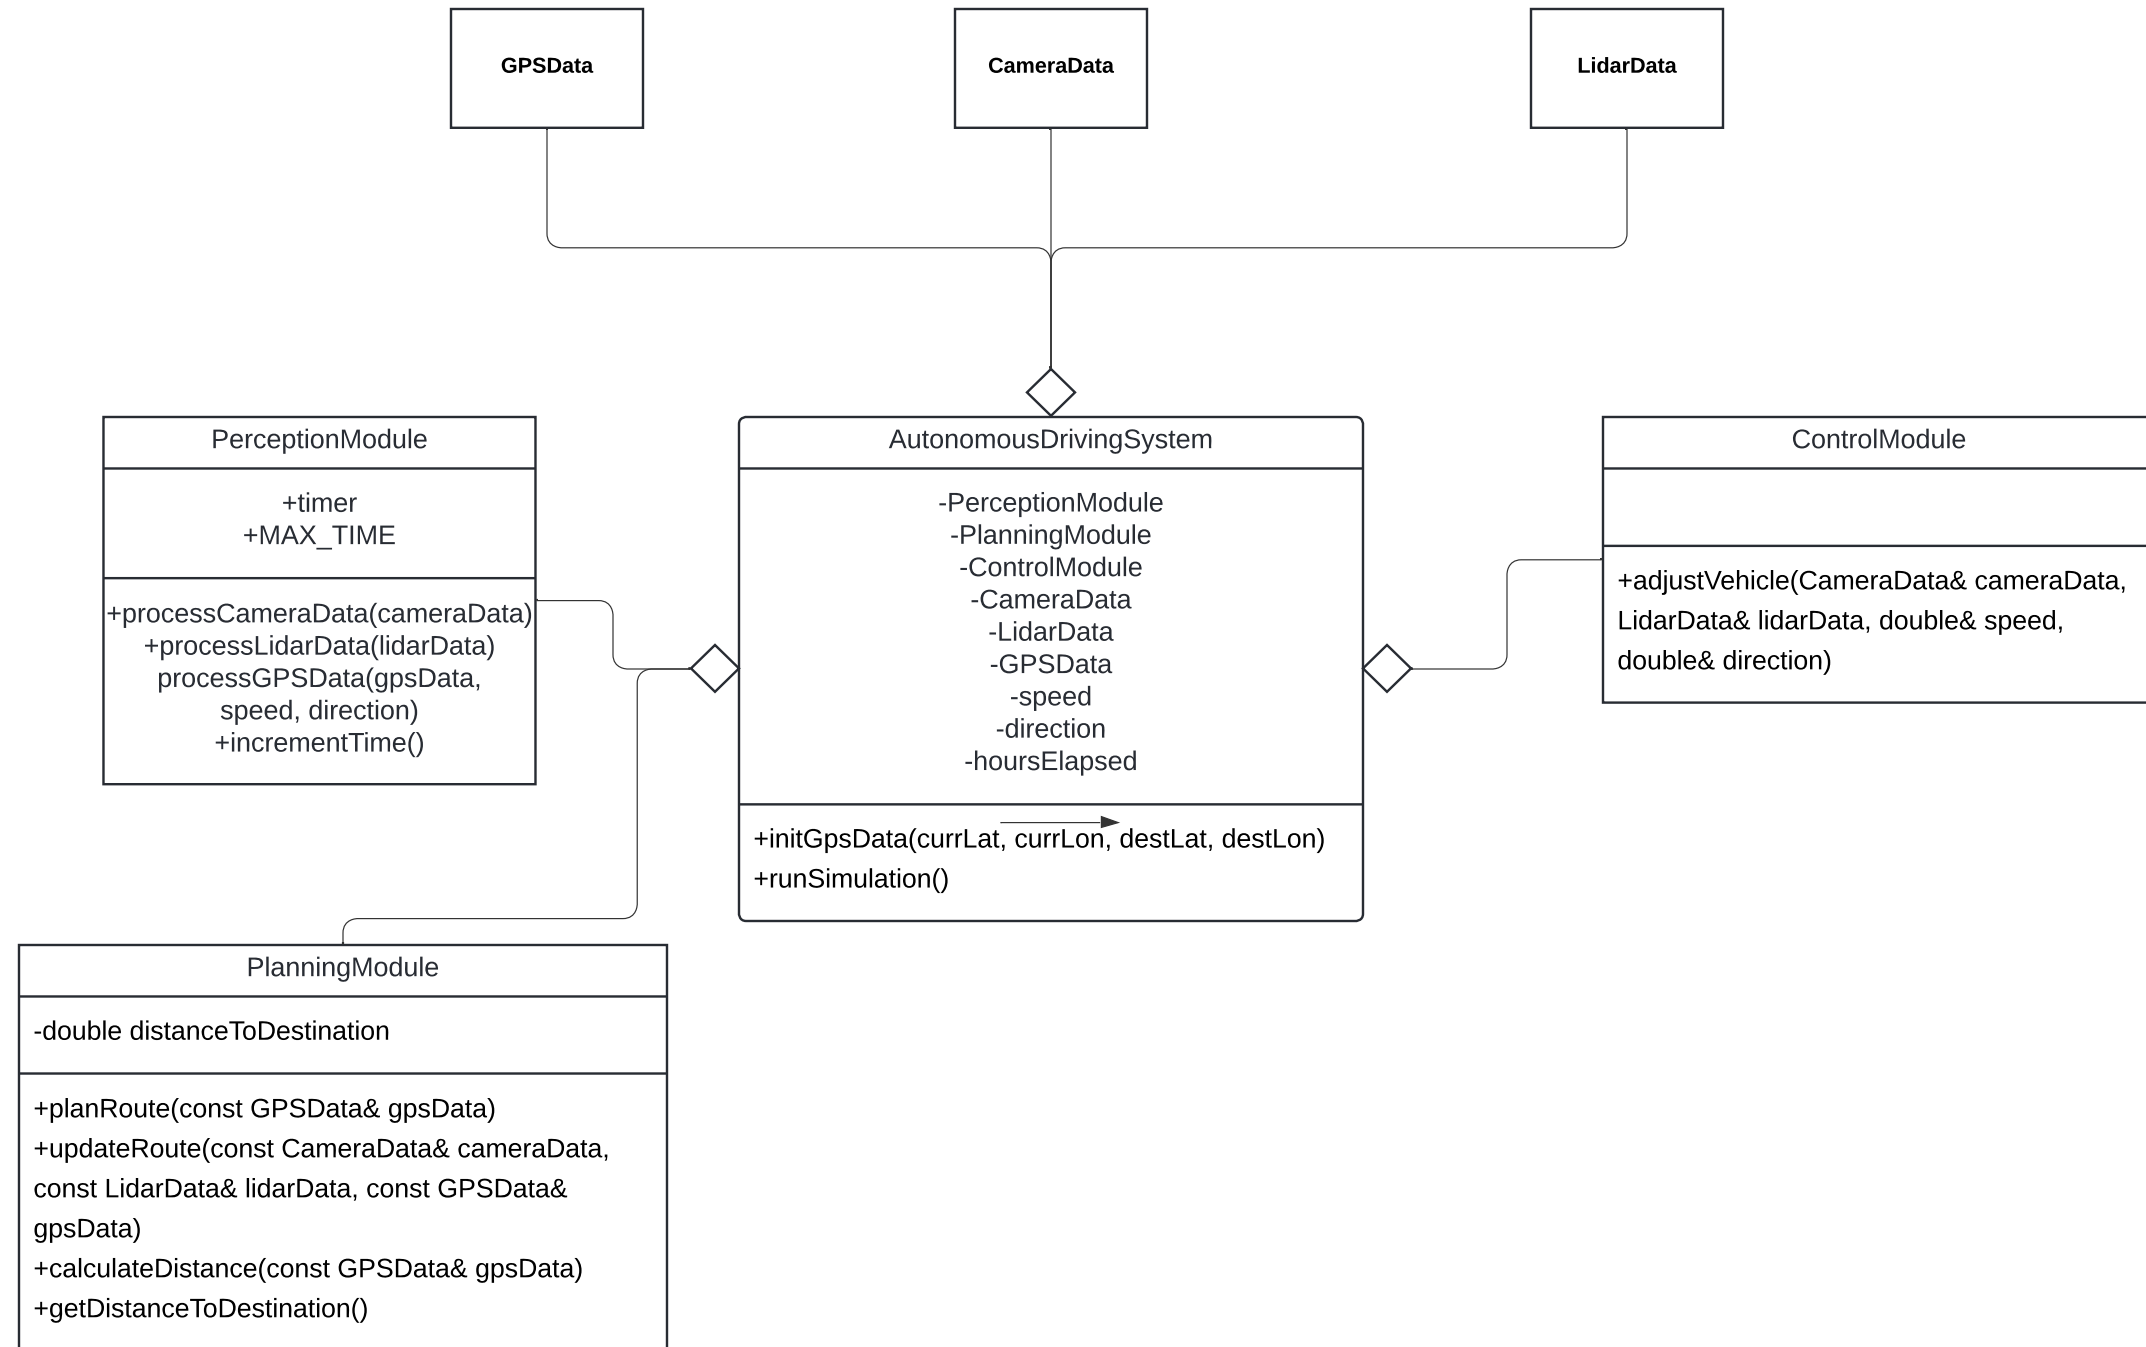 GPSData
CameraData
LidarData
PerceptionModule
+timer
+MAX_TIME
+processCameraData(cameraData)
+processLidarData(lidarData)
processGPSData(gpsData,
speed, direction)
+incrementTime()
AutonomousDrivingSystem
-PerceptionModule
-PlanningModule
-ControlModule
-CameraData
-LidarData
-GPSData
-speed
-direction
-hoursElapsed
+initGpsData(currLat, currLon, destLat, destLon)
+runSimulation()
ControlModule
+adjustVehicle(CameraData& cameraData,
LidarData& lidarData, double& speed,
double& direction)
PlanningModule
-double distanceToDestination
+planRoute(const GPSData& gpsData)
+updateRoute(const CameraData& cameraData,
const LidarData& lidarData, const GPSData&
gpsData)
+calculateDistance(const GPSData& gpsData)
+getDistanceToDestination()